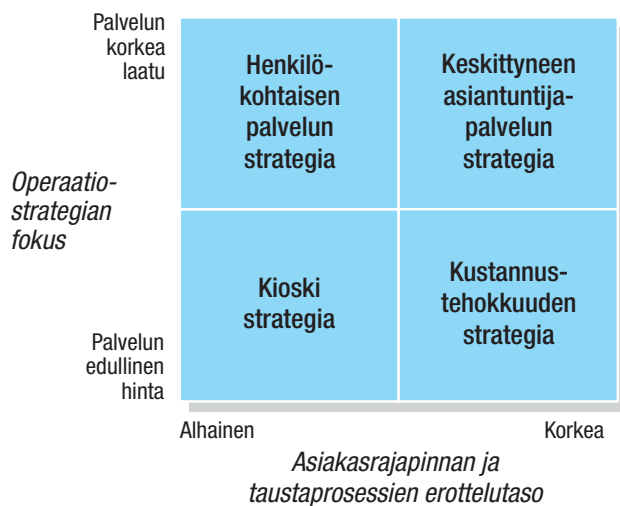 Palvelun
korkea
laatu
Henkilö-
kohtaisen
palvelun
strategia
Keskittyneen
asiantuntija-
palvelun
strategia
Operaatio-
strategian
fokus
Kioski
strategia
Kustannus-
tehokkuuden
strategia
Palvelun
edullinen
hinta
Alhainen
Korkea
Asiakasrajapinnan ja
taustaprosessien erottelutaso